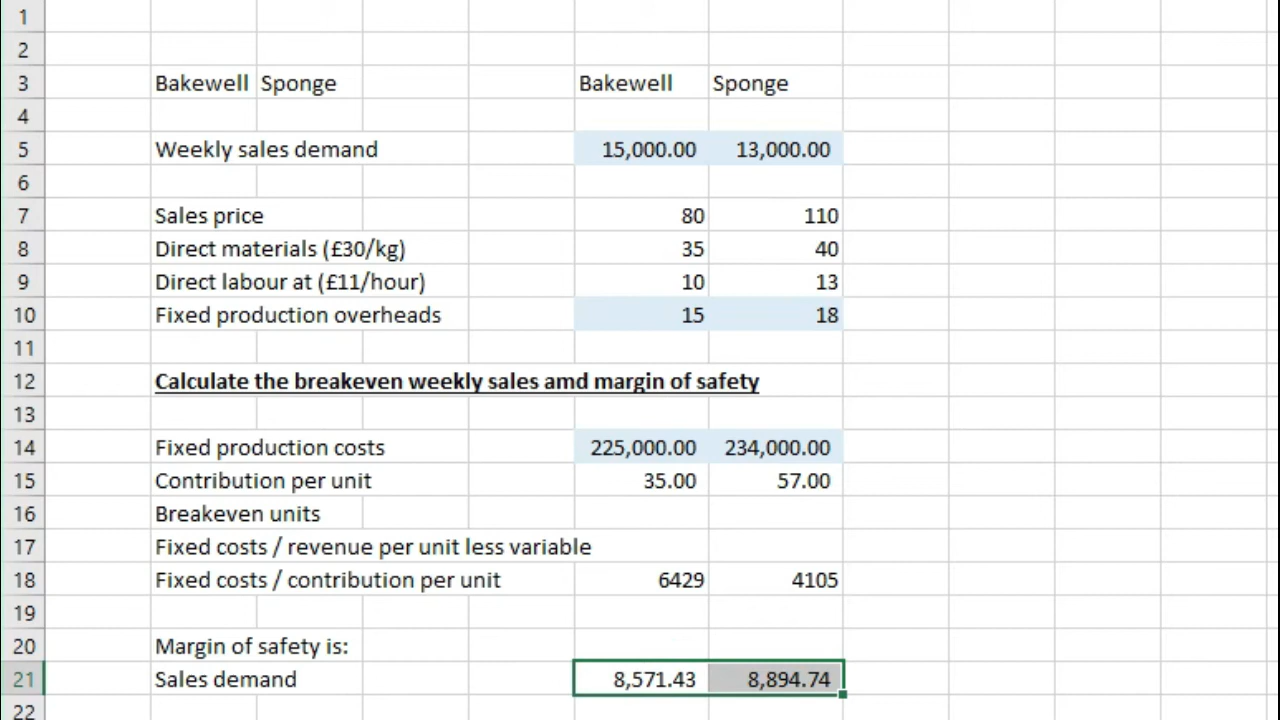 1
2
3 Bakewell Sponge Bakewell Sponge
4
5 Weekly sales demand 15,000.00 13,000.00
6
7 Sales price 80 110
8 Direct materials (£30/kg) 35 40
9 Direct labour at (£11/hour) 10 13
10 Fixed production overheads 15 18
11
12 Calculate the breakeven weekly sales amd margin of safety
13
14 Fixed production costs 225,000.00 234,000.00
15 Contribution per unit 35.00 57.00
16 Breakeven units
17 Fixed costs / revenue per unit less variable
18 Fixed costs / contribution per unit 6429 4105
19
20 Margin of safety is:
21 Sales demand 8,571.43 8,894.74
22